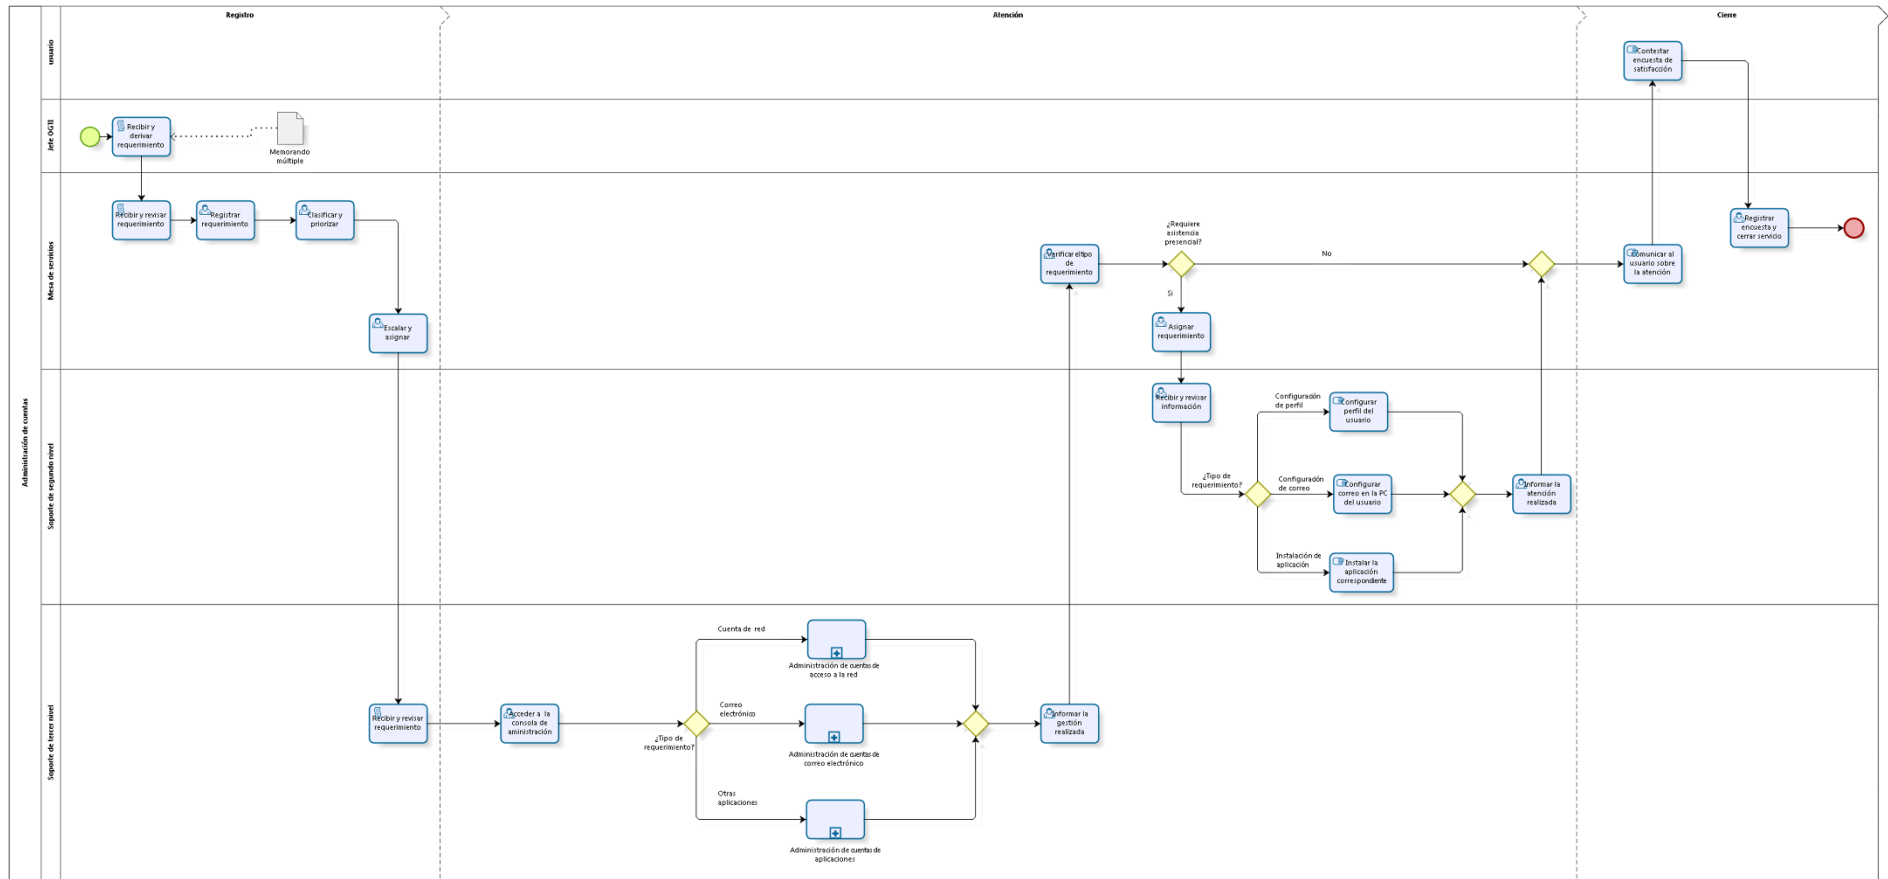 Registro
Atención
Cierre
Administración de cuentas
usuario
Contestar
encuesta de
satisfacción
Jefe OGTI
Recibir y
derivar
requerimiento
Memorando
múltiple
Mesa de servicios
Recibir y revisar
requerimiento
Registrar
requerimiento
Clasificar y
priorizar
Escalar y
asignar
Verificar el tipo
de
requerimiento
¿Requiere
asistencia
presencial?
No
Si
Asignar
requerimiento
Comunicar al
usuario sobre
la atención
Registrar
encuesta y
cerrar servicio
Soporte de segundo nivel
Recibir y revisar
información
¿Tipo de
requerimiento?
Configuración
de perfil
Configurar
perfil del
usuario
Configuración
de correo
Configurar
correo en la PC
del usuario
Instalación de
aplicación
Instalar la
aplicación
correspondiente
Informar la
atención
realizada
Soporte de tercer nivel
Recibir y revisar
requerimiento
Acceder a la
consola de
aministración
¿Tipo de
requerimiento?
Cuenta de red
Administración de cuentas de
acceso a la red
Correo
electrónico
Administración de cuentas de
correo electrónico
Otras
aplicaciones
Administración de cuentas de
aplicaciones
Informar la
gestión
realizada